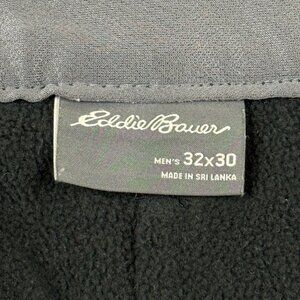 Eddie Bauer
MEN'S 32x30
MADE IN SRI LANKA